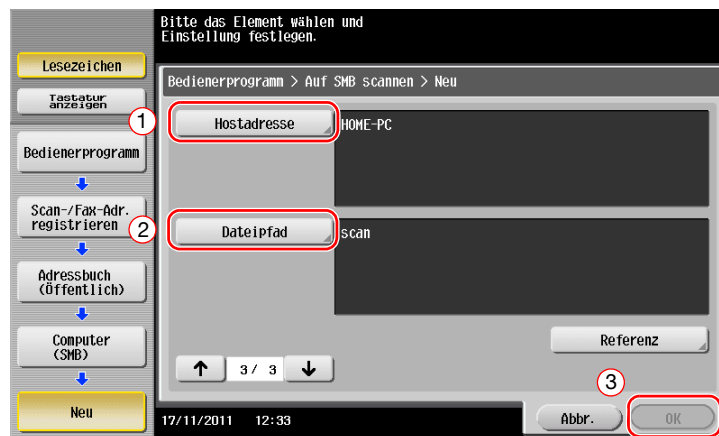 Bitte das Element wählen und
Einstellung festlegen.
Lesezeichen
Tastatur
anzeigen
Bedienerprogramm
Scan-/Fax-Adr.
registrieren
Adressbuch
(Öffentlich)
Computer
(SMB)
Neu
Bedienerprogramm > Auf SMB scannen > Neu
1
Hostadresse
HOME-PC
2
Dateipfad
scan
Referenz
↑ 3/ 3 ↓
3
17/11/2011 12:33
Abbr.
OK